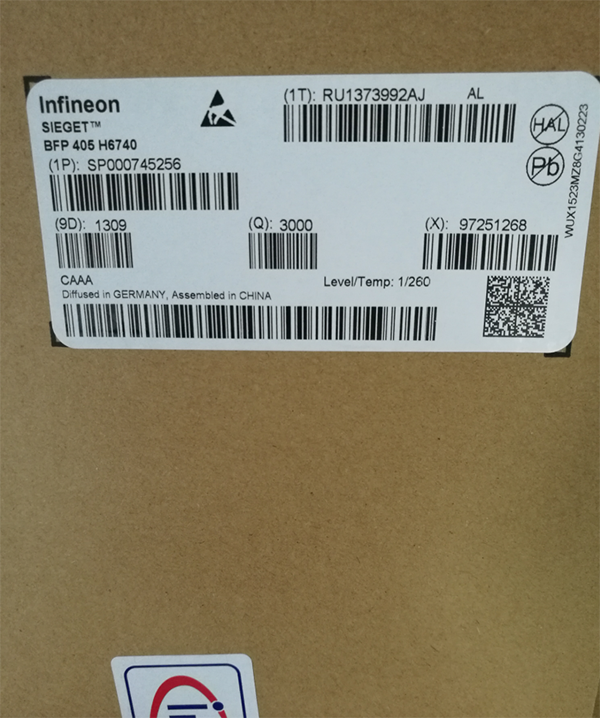 Infineon
SIEGET™
BFP 405 H6740
(1P): SP000745256
(1T): RU1373992AJ AL
HAL
Pb
WUX1523MZ8G4130223
(9D): 1309
(Q): 3000
(X): 97251268
CAAA
Level/Temp: 1/260
Diffused in GERMANY, Assembled in CHINA